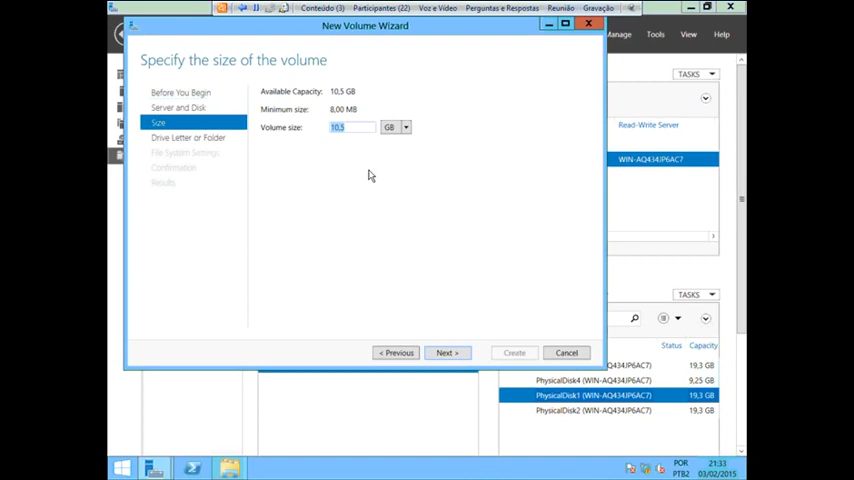 Conteúdo (3) Participantes (22) Voz e Vídeo Perguntas e Respostas Reunião Gravação
New Volume Wizard
Manage Tools View Help
Specify the size of the volume
TASKS
Before You Begin
Server and Disk
Size
Drive Letter or Folder
File System Settings
Confirmation
Results
Available Capacity: 10,5 GB
Minimum size: 8,00 MB
Volume size: 10,5 GB
Read-Write Server
WIN-AQ434JP6AC7
TASKS
Status Capacity
(WIN-AQ434JP6AC7) 19,3 GB
PhysicalDisk4 (WIN-AQ434JP6AC7) 9,25 GB
PhysicalDisk1 (WIN-AQ434JP6AC7) 19,3 GB
PhysicalDisk2 (WIN-AQ434JP6AC7) 19,3 GB
< Previous Next > Create Cancel
POR 21:33
PTB2 03/02/2015